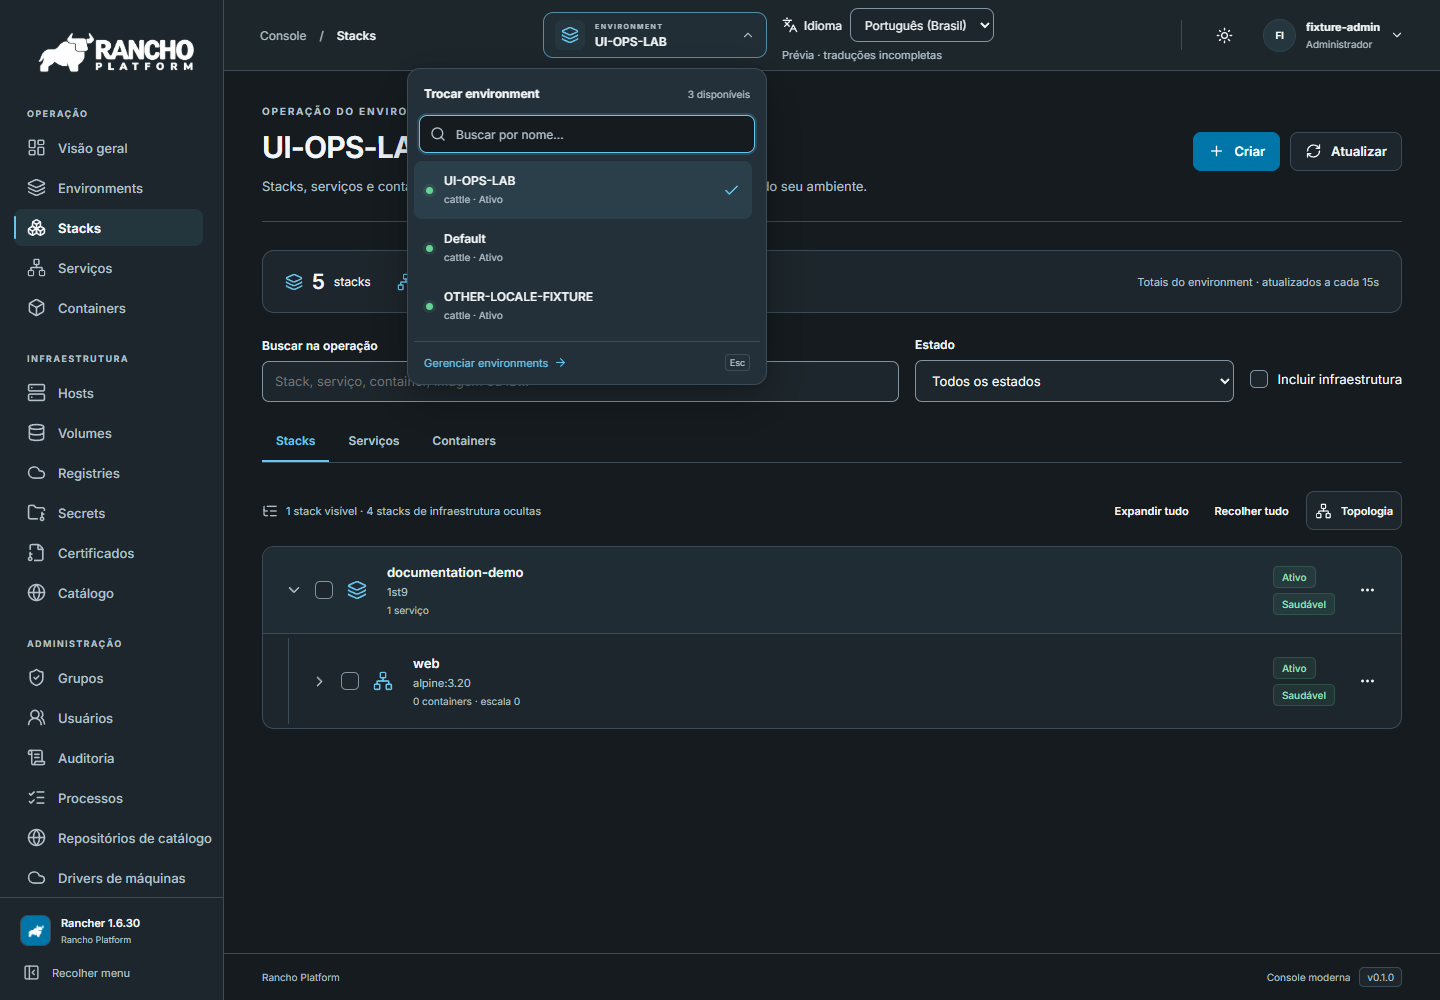 RANCHO
PLATFORM
OPERAÇÃO
Visão geral
Environments
Stacks
Serviços
Containers
INFRAESTRUTURA
Hosts
Volumes
Registries
Secrets
Certificados
Catálogo
ADMINISTRAÇÃO
Grupos
Usuários
Auditoria
Processos
Repositórios de catálogo
Drivers de máquinas
Rancher 1.6.30
Rancho Platform
Recolher menu
Console / Stacks
ENVIRONMENT
UI-OPS-LAB
Idioma
Português (Brasil)
Prévia · traduções incompletas
FI
fixture-admin
Administrador
Trocar environment
3 disponíveis
Buscar por nome...
UI-OPS-LAB
cattle · Ativo
Default
cattle · Ativo
OTHER-LOCALE-FIXTURE
cattle · Ativo
Gerenciar environments →
Esc
OPERAÇÃO DO ENVIRO
UI-OPS-LA
Stacks, serviços e conta
do seu ambiente.
Criar
Atualizar
5 stacks
Totais do environment · atualizados a cada 15s
Buscar na operação
Stack, serviço, container, imagem ou ID...
Estado
Todos os estados
Incluir infraestrutura
Stacks
Serviços
Containers
1 stack visível · 4 stacks de infraestrutura ocultas
Expandir tudo
Recolher tudo
Topologia
documentation-demo
1st9
1 serviço
Ativo
Saudável
web
alpine:3.20
0 containers · escala 0
Ativo
Saudável
Rancho Platform
Console moderna
v0.1.0